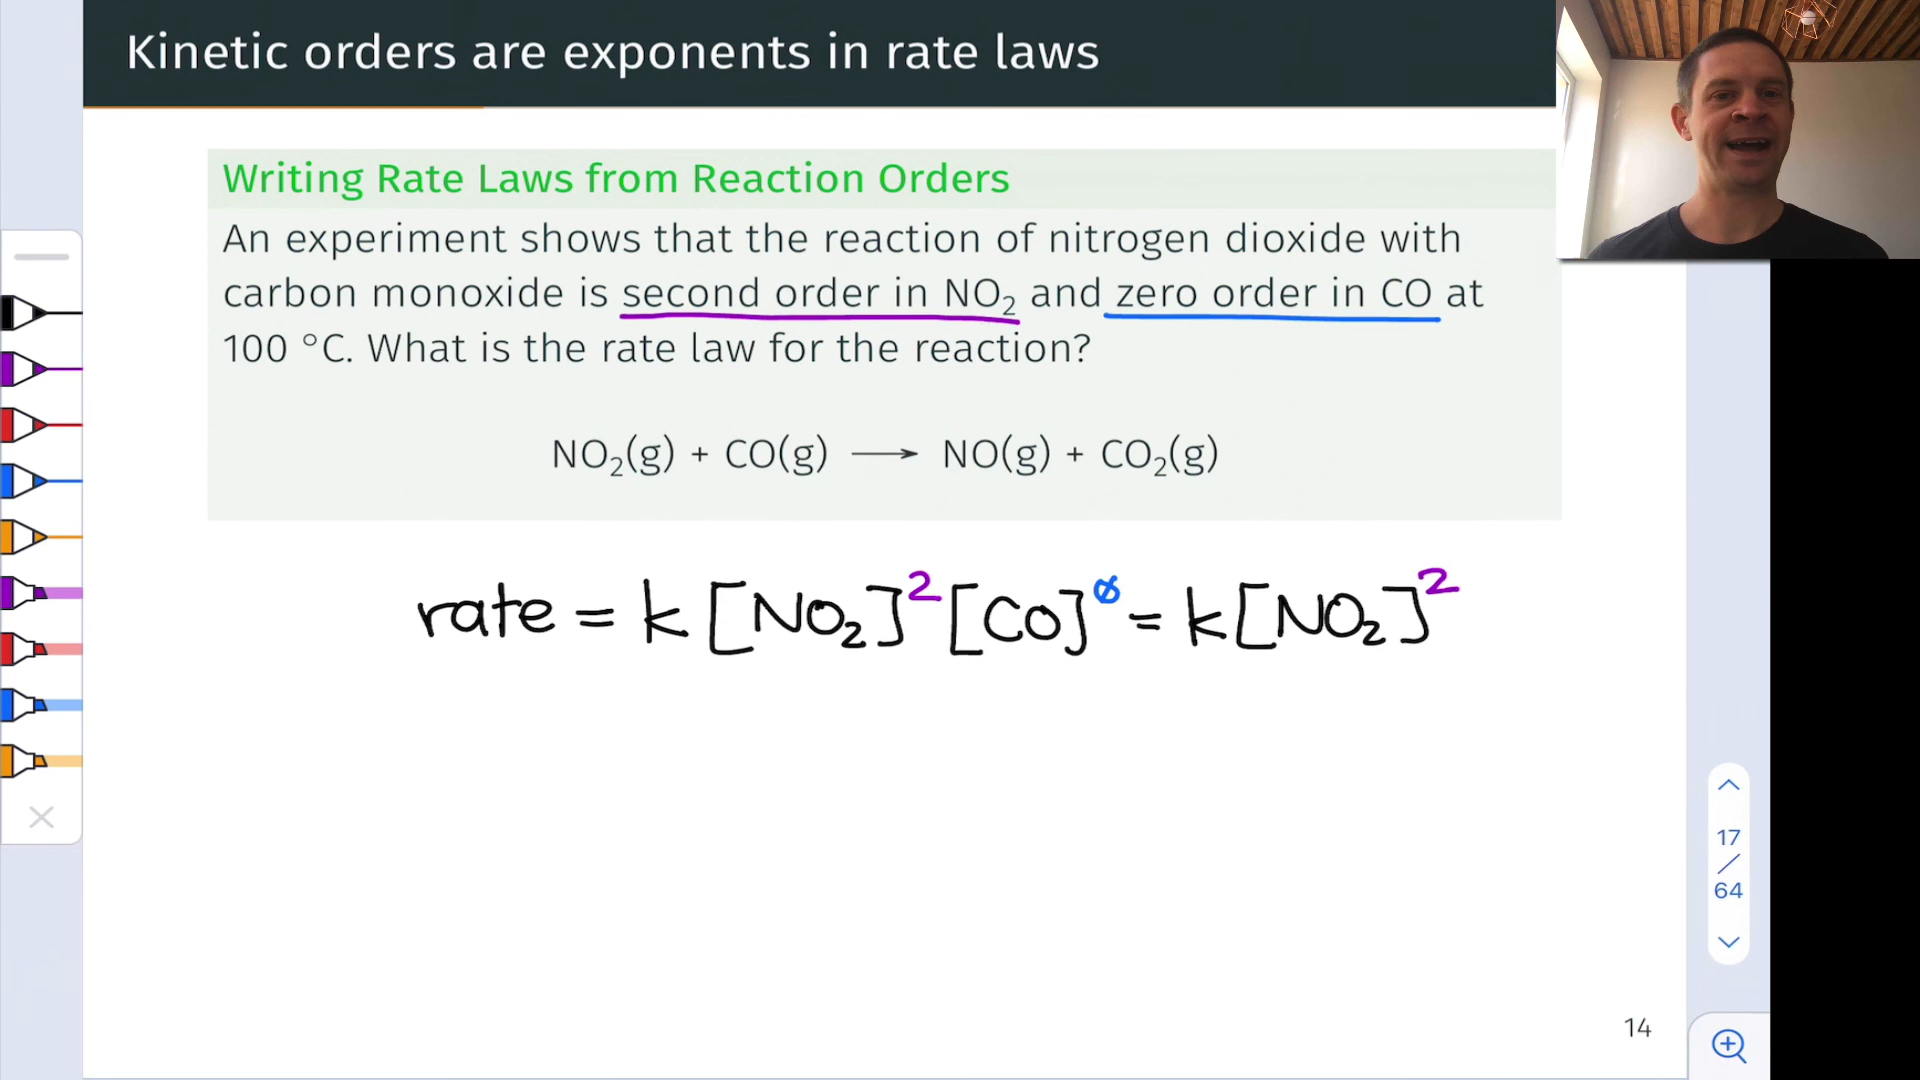 Kinetic orders are exponents in rate laws
Writing Rate Laws from Reaction Orders
An experiment shows that the reaction of nitrogen dioxide with
carbon monoxide is second order in NO₂ and zero order in CO at
100 °C. What is the rate law for the reaction?
NO₂(g) + CO(g) ⟶ NO(g) + CO₂(g)
rate = k[NO₂]²[CO]⁰ = k[NO₂]²
17
/
64
14